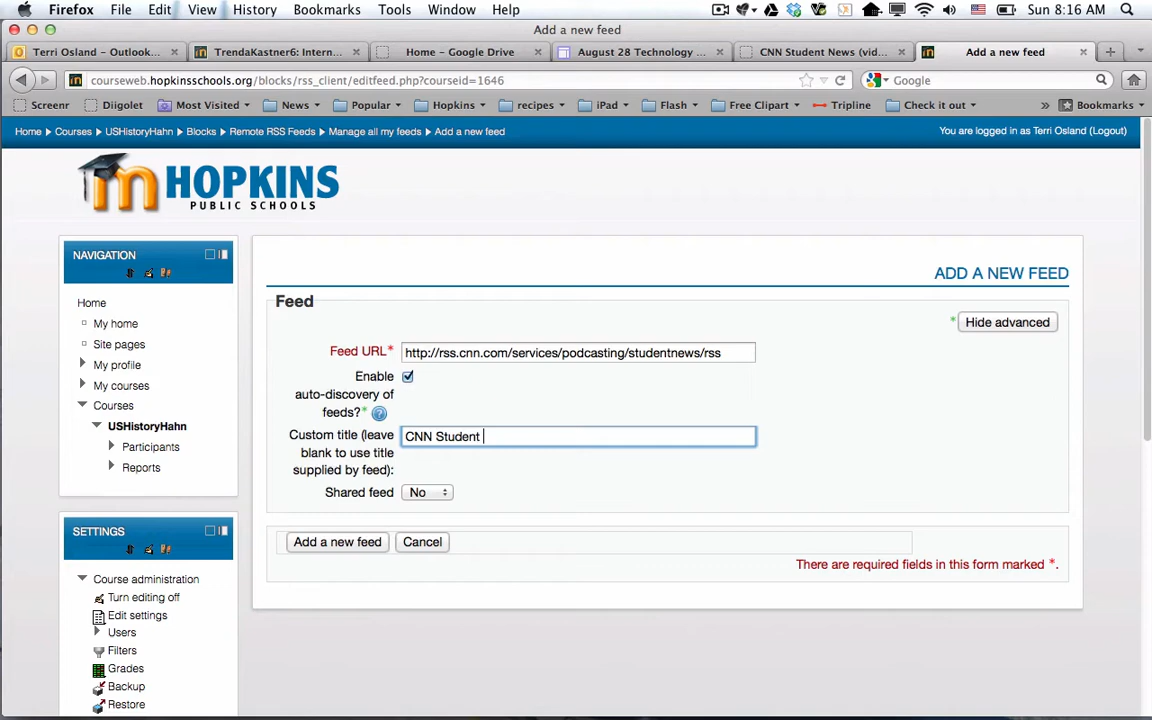 Firefox File Edit View History Bookmarks Tools Window Help Sun 8:16 AM
Add a new feed
Terri Osland – Outlook... TrendaKastner6: Intern... Home – Google Drive August 28 Technology ... CNN Student News (vid... Add a new feed
courseweb.hopkinsschools.org/blocks/rss_client/editfeed.php?courseid=1646 Google
Screenr Diigolet Most Visited News Popular Hopkins recipes iPad Flash Free Clipart Tripline Check it out » Bookmarks
Home Courses USHistoryHahn Blocks Remote RSS Feeds Manage all my feeds Add a new feed You are logged in as Terri Osland (Logout)
m HOPKINS
PUBLIC SCHOOLS
NAVIGATION
Home
My home
Site pages
My profile
My courses
Courses
USHistoryHahn
Participants
Reports
SETTINGS
Course administration
Turn editing off
Edit settings
Users
Filters
Grades
Backup
Restore
ADD A NEW FEED
Feed
* Hide advanced
Feed URL* http://rss.cnn.com/services/podcasting/studentnews/rss
Enable
auto-discovery of
feeds?* ?
Custom title (leave CNN Student
blank to use title
supplied by feed):
Shared feed No
Add a new feed Cancel
There are required fields in this form marked *.